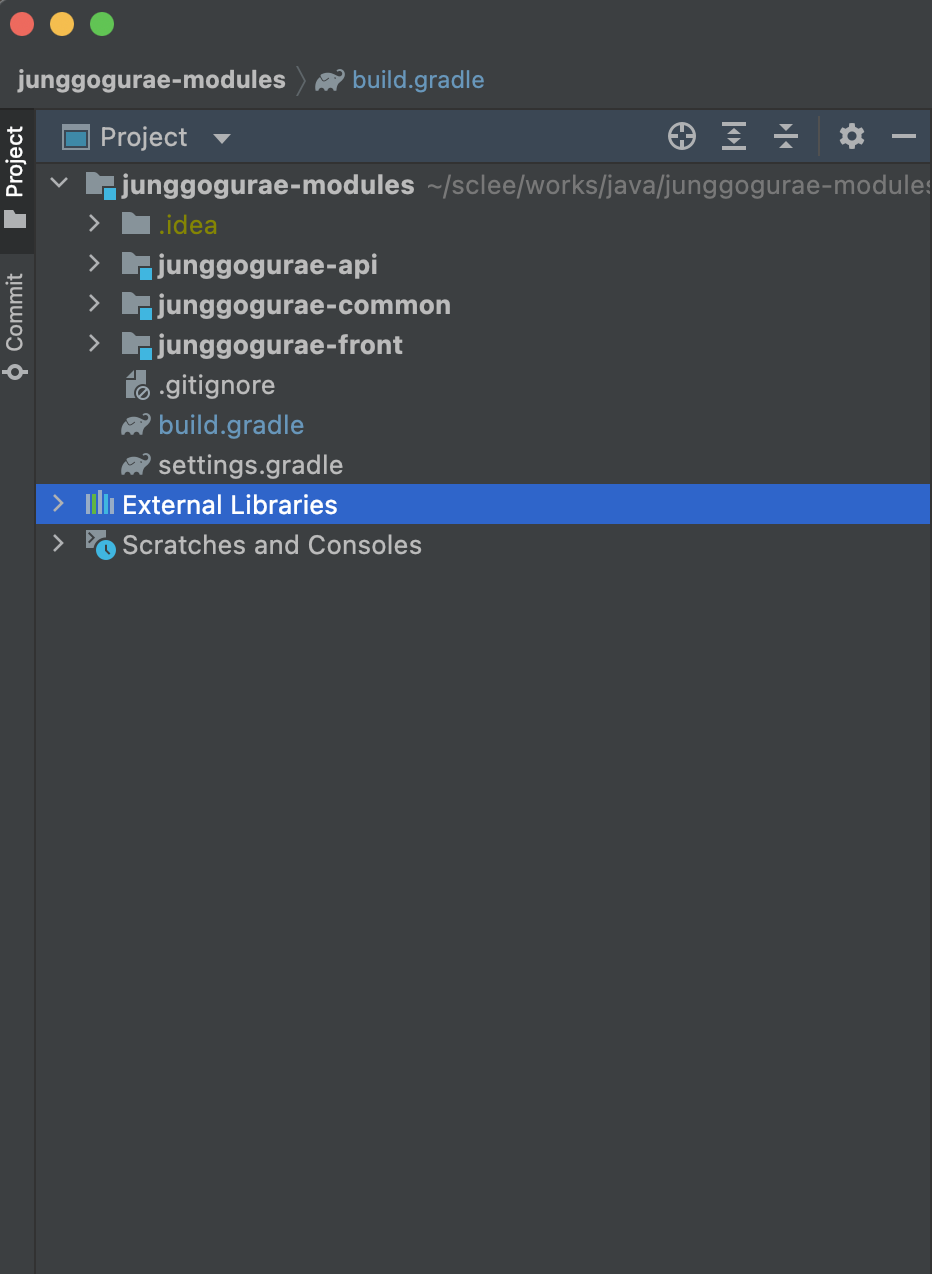 junggogurae-modules build.gradle
Project
Project
Commit
junggogurae-modules ~/sclee/works/java/junggogurae-modules
.idea
junggogurae-api
junggogurae-common
junggogurae-front
.gitignore
build.gradle
settings.gradle
External Libraries
Scratches and Consoles